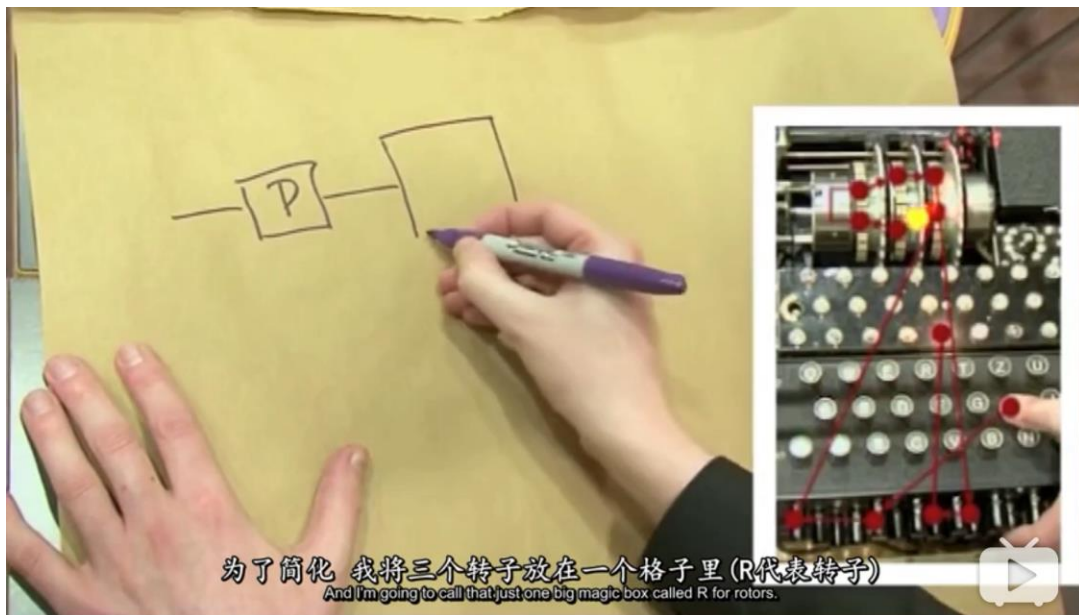 P
R T Z U
G
为了简化 我将三个转子放在一个格子里(R代表转子)
And I'm going to call that just one big magic box called R for rotors.